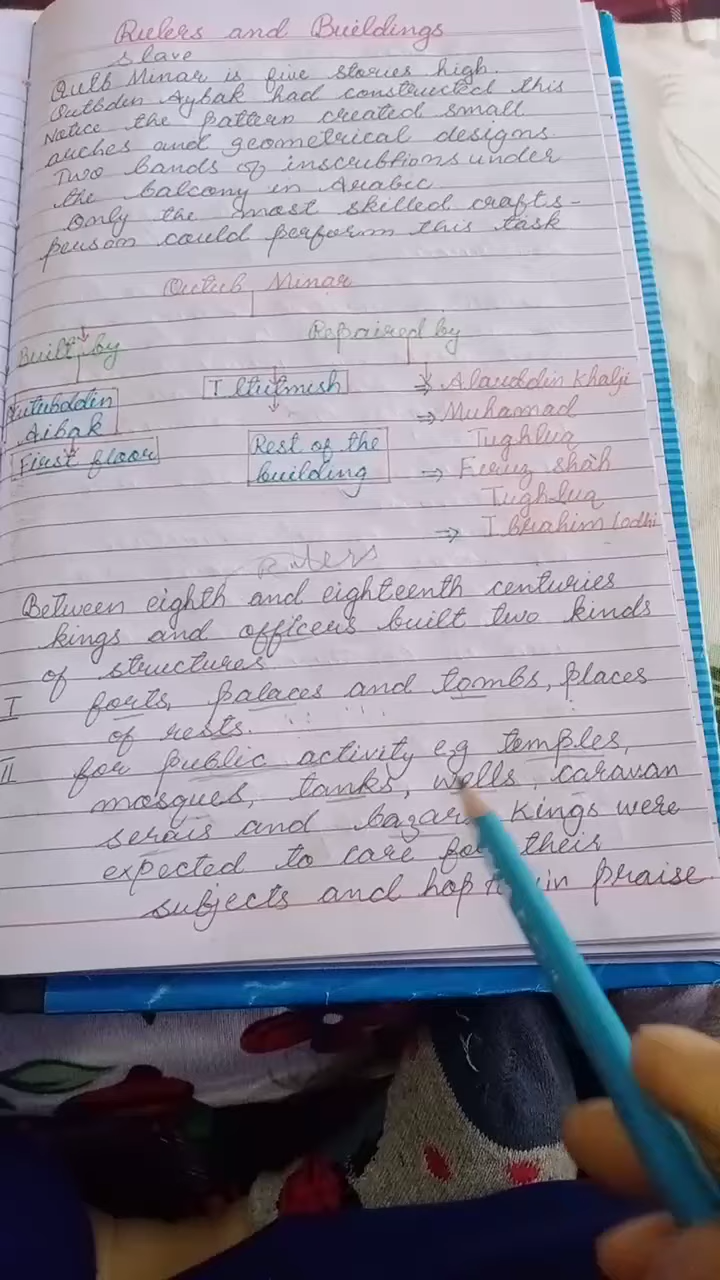 Rulers and Buildings
slave
Qutb Minar is five stories high.
Qutbdin Aybak had constructed this
Notice the pattern created small
arches and geometrical designs.
Two bands of inscrubtions under
the balcony in Arabic.
Only the most skilled crafts-
person could perform this task
Qutub Minar
Built by
Repaired by
Qutubddin
Aibak
First floor
Iltutmesh
Rest of the
building
→ Alauddin Khalji
→ Muhamad
Tughluq
→ Feruz shah
Tughluq
→ Ibrahim lodhi
Rulers
Between eighth and eighteenth centuries
kings and officers built two kinds
of structures
I forts, palaces and tombs, places
of rests.
II for public activity e.g temples,
mosques, tanks, wells, caravan
serais and bazars Kings were
expected to care for their
subjects and hop in praise